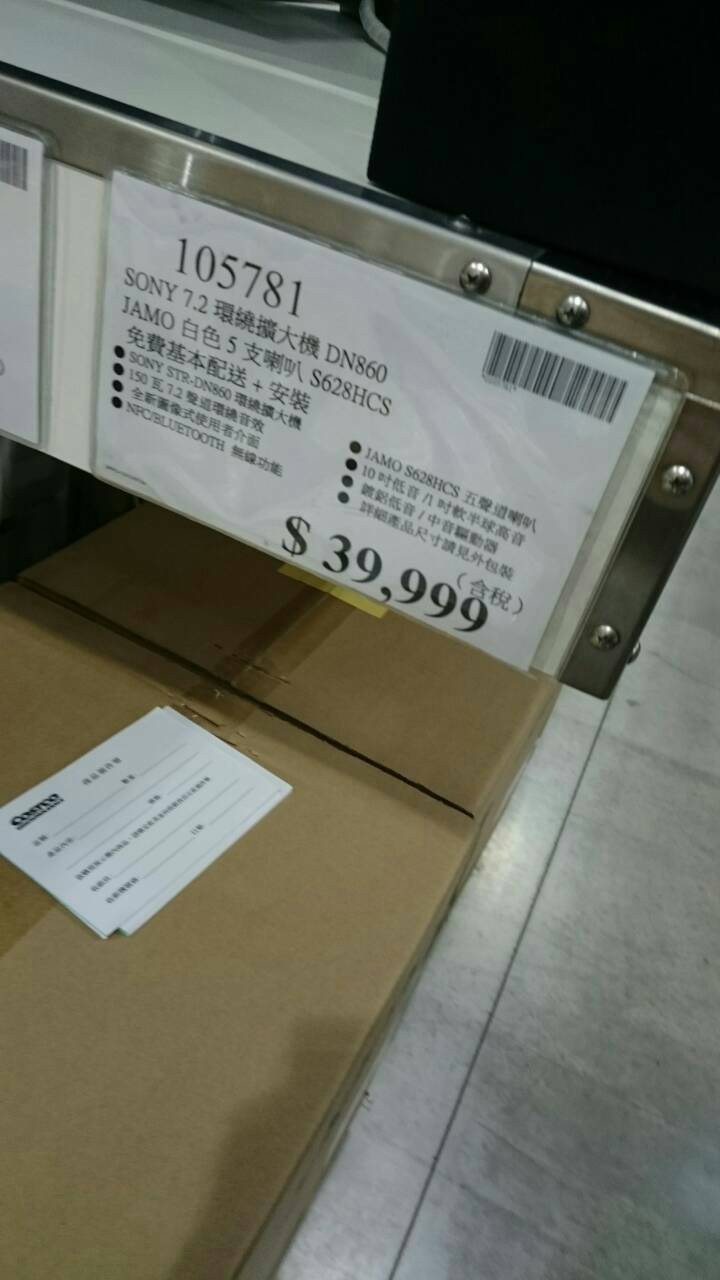 105781
SONY 7.2 環繞擴大機 DN860
JAMO 白色 5 支喇叭 S628HCS
免費基本配送 + 安裝
● SONY STR-DN860 環繞擴大機
● 150 瓦 7.2 聲道環繞音效
● 全新圖像式使用者介面
● NFC/BLUETOOTH 無線功能
● JAMO S628HCS 五聲道喇叭
● 10 吋低音 /1 吋軟半球高音
● 鍍鋁低音 / 中音驅動器
● 詳細產品尺寸請見外包裝
$ 39,999 (含稅)
COSTCO